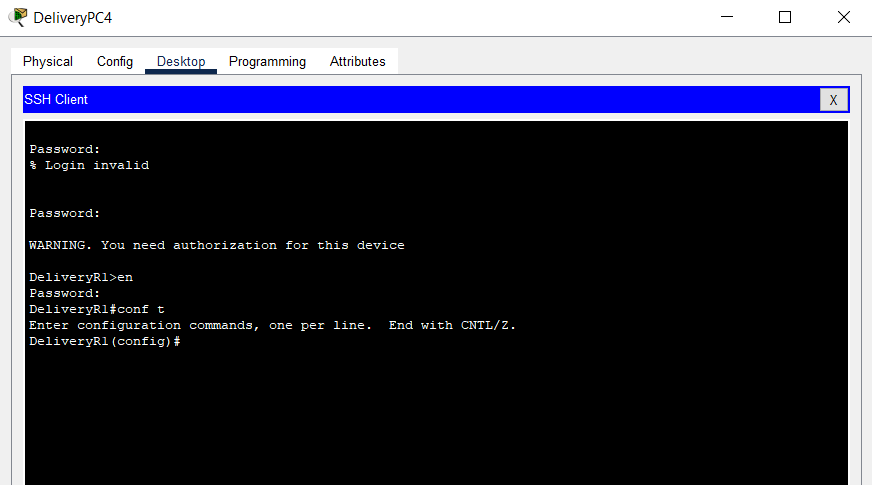 DeliveryPC4
Physical Config Desktop Programming Attributes
SSH Client X
Password:
% Login invalid
Password:
WARNING. You need authorization for this device
DeliveryR1>en
Password:
DeliveryR1#conf t
Enter configuration commands, one per line.  End with CNTL/Z.
DeliveryR1(config)#